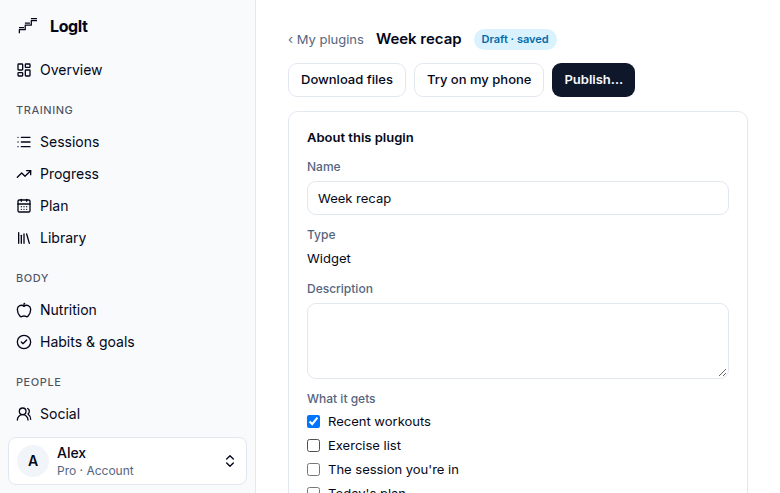 LogIt
Overview
TRAINING
Sessions
Progress
Plan
Library
BODY
Nutrition
Habits & goals
PEOPLE
Social
A
Alex
Pro · Account
‹ My plugins
Week recap
Draft · saved
Download files
Try on my phone
Publish...
About this plugin
Name
Week recap
Type
Widget
Description
What it gets
Recent workouts
Exercise list
The session you're in
Today's plan